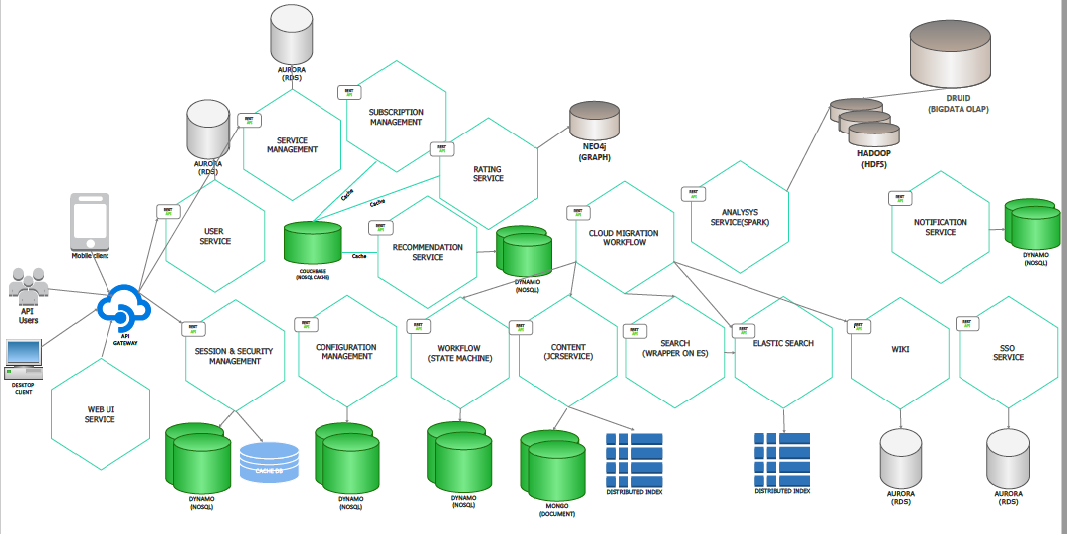 AURORA
(RDS)
REST
API
SUBSCRIPTION
MANAGEMENT
DRUID
(BIGDATA OLAP)
REST
API
SERVICE
MANAGEMENT
REST
API
RATING
SERVICE
NEO4j
(GRAPH)
HADOOP
(HDFS)
AURORA
(RDS)
Cache
Cache
REST
API
USER
SERVICE
REST
API
RECOMMENDATION
SERVICE
REST
API
CLOUD MIGRATION
WORKFLOW
REST
API
ANALYSYS
SERVICE(SPARK)
REST
API
NOTIFICATION
SERVICE
DYNAMO
(NOSQL)
Mobile client
Cache
COUCHBASE
(NOSQL CACHE)
DYNAMO
(NOSQL)
API
Users
API
GATEWAY
DESKTOP
CLIENT
REST
API
SESSION & SECURITY
MANAGEMENT
REST
API
CONFIGURATION
MANAGEMENT
REST
API
WORKFLOW
(STATE MACHINE)
REST
API
CONTENT
(JCRSERVICE)
REST
API
SEARCH
(WRAPPER ON ES)
REST
API
ELASTIC SEARCH
REST
API
WIKI
REST
API
SSO
SERVICE
WEB UI
SERVICE
DYNAMO
(NOSQL)
CACHE DB
DYNAMO
(NOSQL)
DYNAMO
(NOSQL)
MONGO
(DOCUMENT)
DISTRIBUTED INDEX
DISTRIBUTED INDEX
AURORA
(RDS)
AURORA
(RDS)